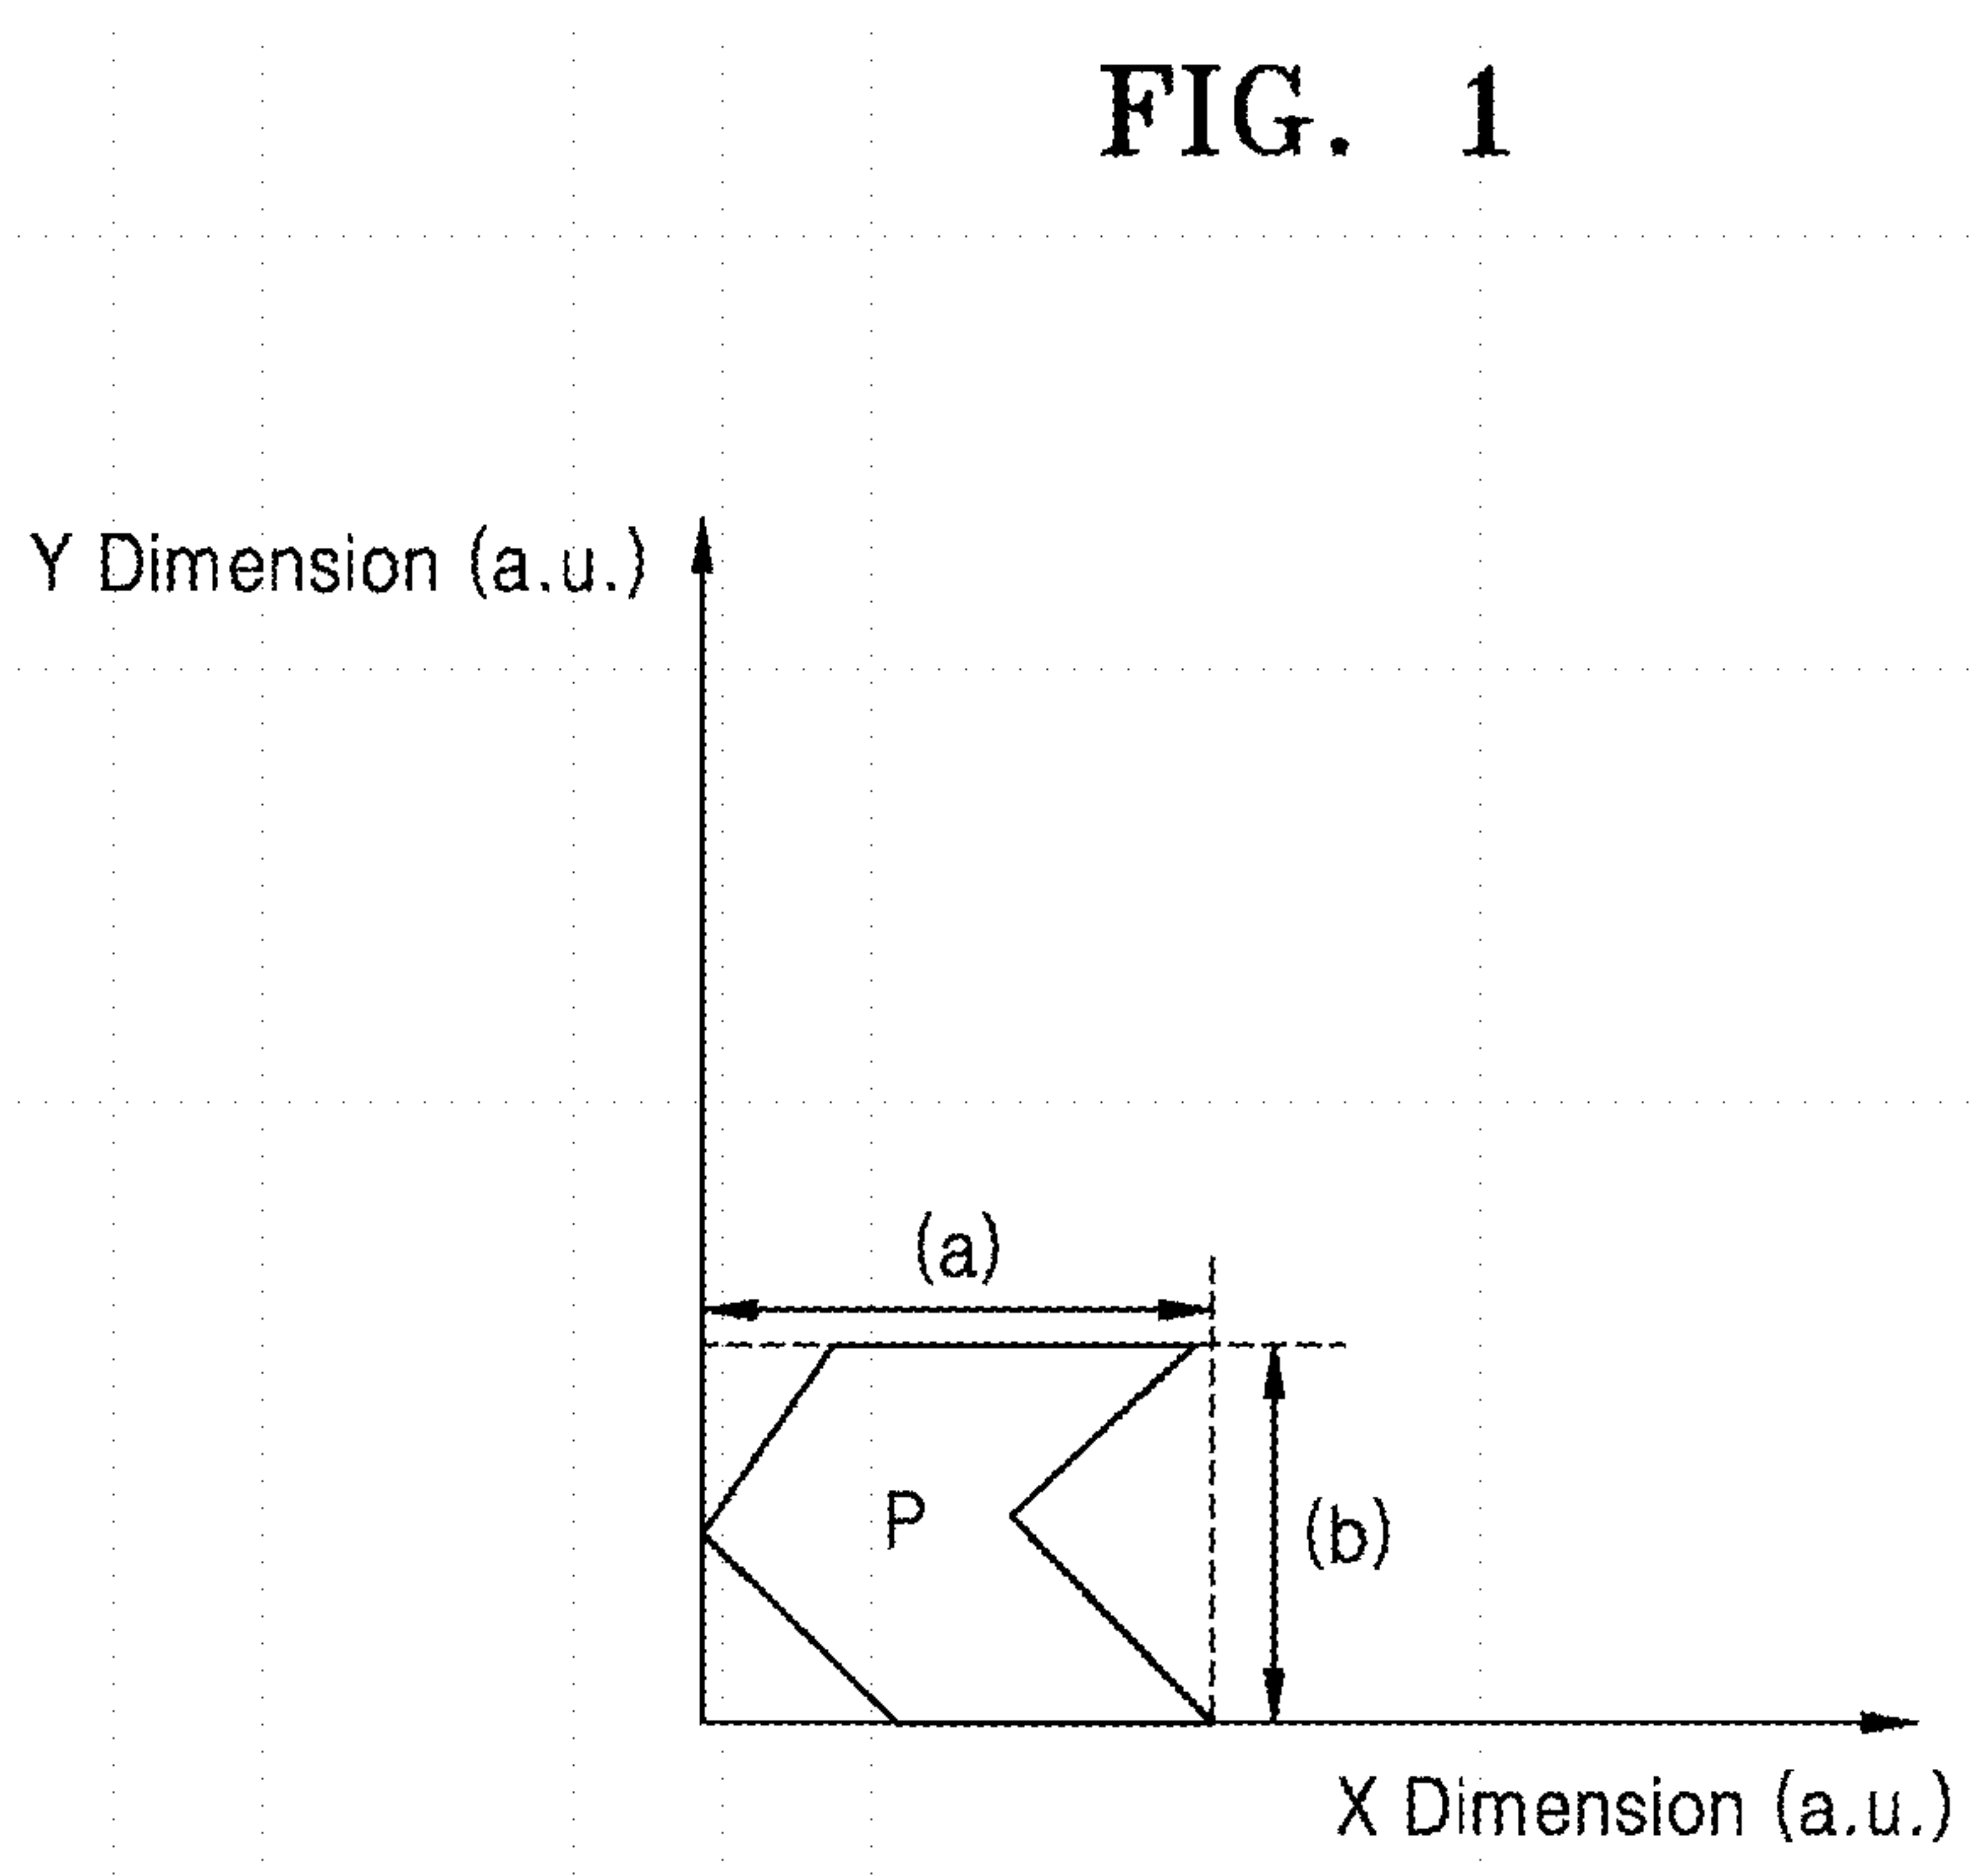 FIG. 1
Y Dimension (a.u.)
(a)
P
(b)
X Dimension (a.u.)